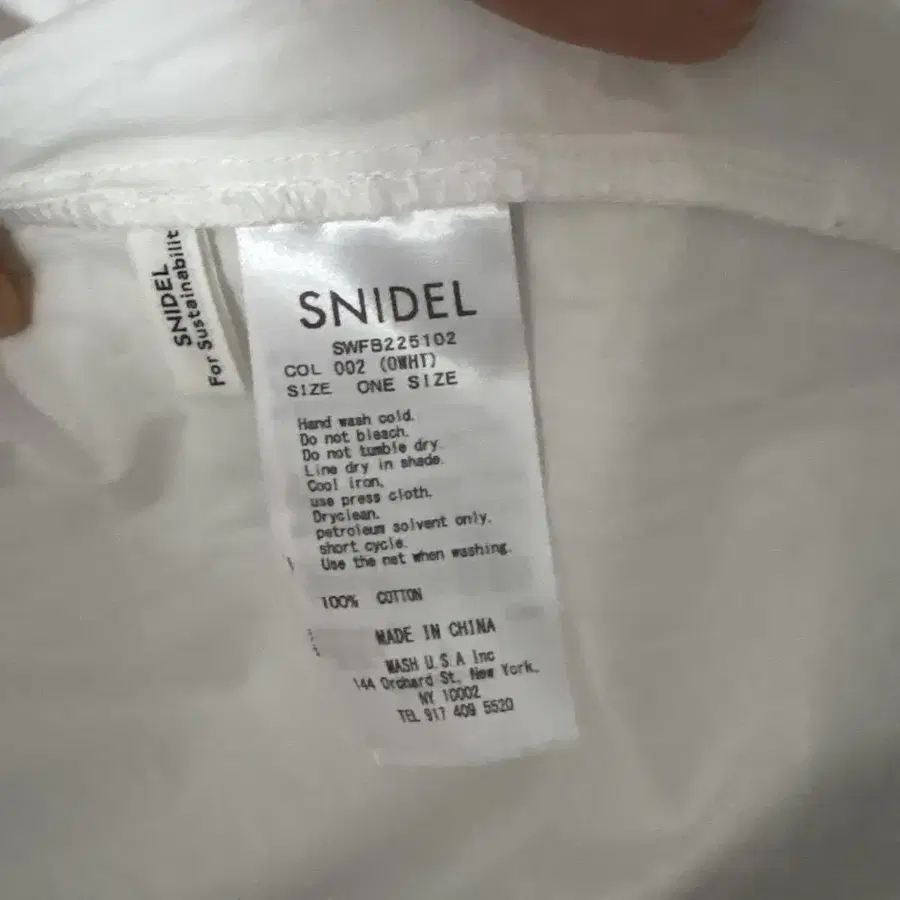 SNIDEL
For Sustainabilit
SNIDEL
SWFB225102
COL 002 (OWHT)
SIZE ONE SIZE
Hand wash cold.
Do not bleach.
Do not tumble dry.
Line dry in shade.
Cool iron,
use press cloth.
Dryclean.
petroleum solvent only.
short cycle.
Use the net when washing.
100% COTTON
MADE IN CHINA
MASH U.S.A Inc
144 Orchard St, New York,
NY 10002
TEL 917 409 5520